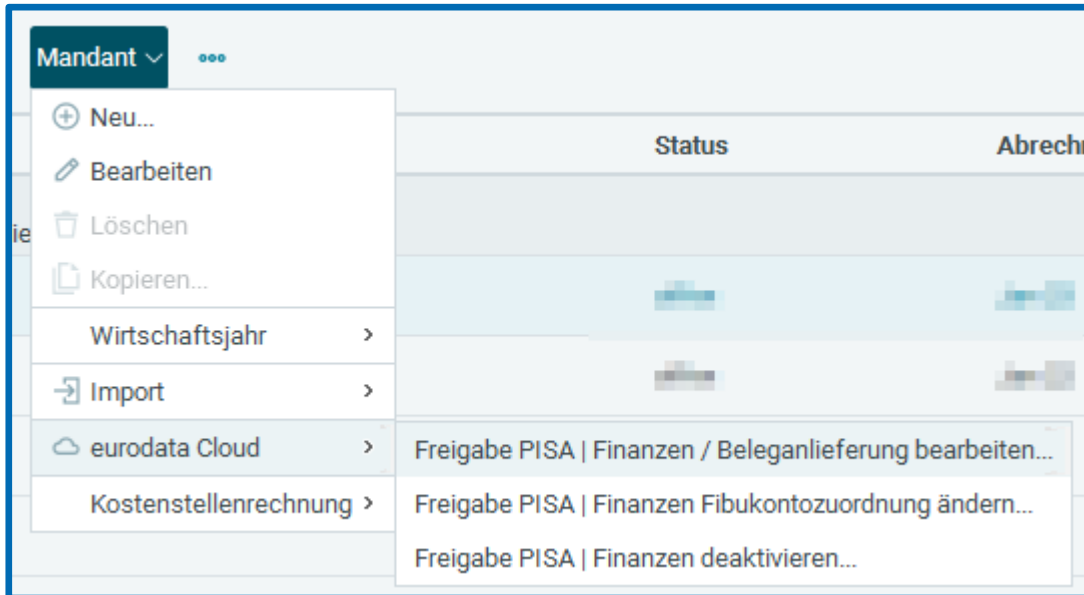 Mandant
Neu...
Status
Abrechn
Bearbeiten
ie
Löschen
Kopieren...
Wirtschaftsjahr
Import
eurodata Cloud
Freigabe PISA | Finanzen / Beleganlieferung bearbeiten...
Kostenstellenrechnung
Freigabe PISA | Finanzen Fibukontozuordnung ändern...
Freigabe PISA | Finanzen deaktivieren...